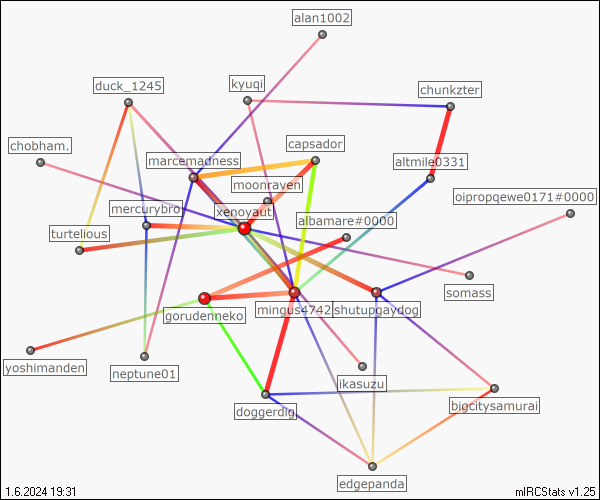 alan1002
duck_1245
kyuqi
chunkzter
chobham.
marcemadness
capsador
altmile0331
moonraven
oipropqewe0171#0000
mercurybro
xenoyaut
albamare#0000
turtelious
somass
gorudenneko
mingus4742
shutupgaydog
yoshimanden
neptune01
ikasuzu
doggerdig
bigcitysamurai
edgepanda
1.6.2024 19:31
mIRCStats v1.25